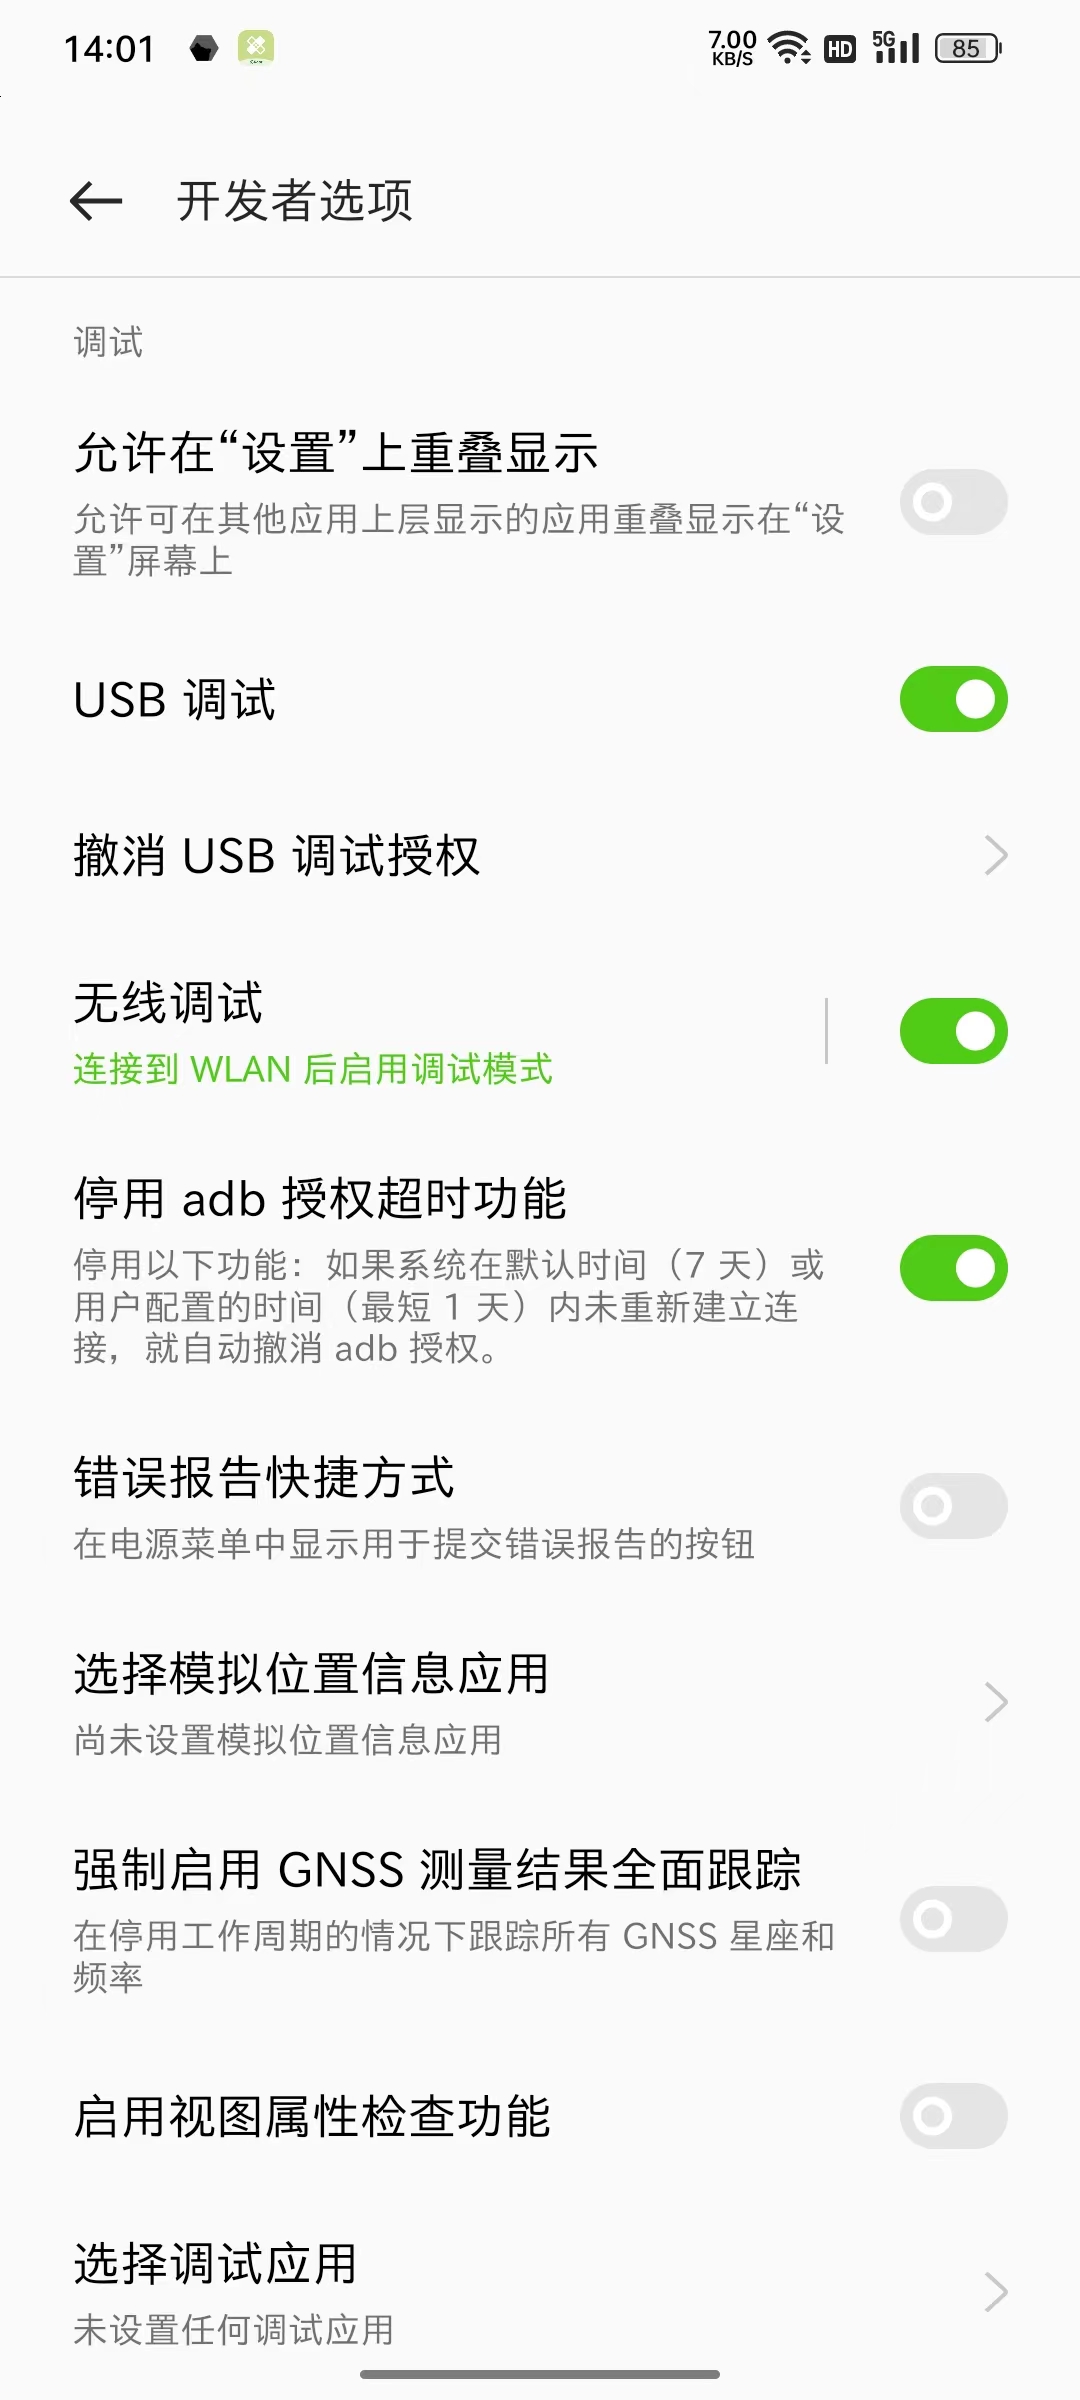 14:01
7.00
KB/S
HD
5G
85
开发者选项
调试
允许在“设置”上重叠显示
允许可在其他应用上层显示的应用重叠显示在“设
置”屏幕上
USB 调试
撤消 USB 调试授权
无线调试
连接到 WLAN 后启用调试模式
停用 adb 授权超时功能
停用以下功能：如果系统在默认时间（7 天）或
用户配置的时间（最短 1 天）内未重新建立连
接，就自动撤消 adb 授权。
错误报告快捷方式
在电源菜单中显示用于提交错误报告的按钮
选择模拟位置信息应用
尚未设置模拟位置信息应用
强制启用 GNSS 测量结果全面跟踪
在停用工作周期的情况下跟踪所有 GNSS 星座和
频率
启用视图属性检查功能
选择调试应用
未设置任何调试应用